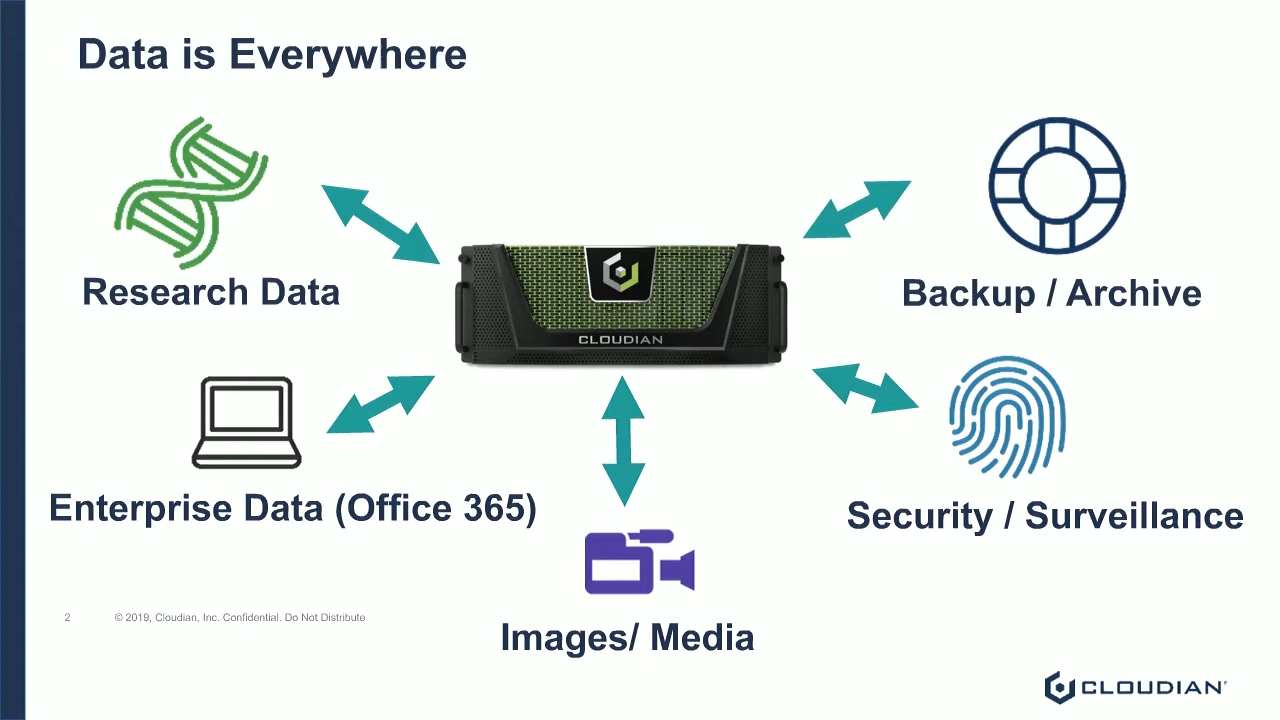 Data is Everywhere
Research Data
Backup / Archive
CLOUDIAN
Enterprise Data (Office 365)
Security / Surveillance
Images/ Media
2 © 2019, Cloudian, Inc. Confidential. Do Not Distribute
CLOUDIAN